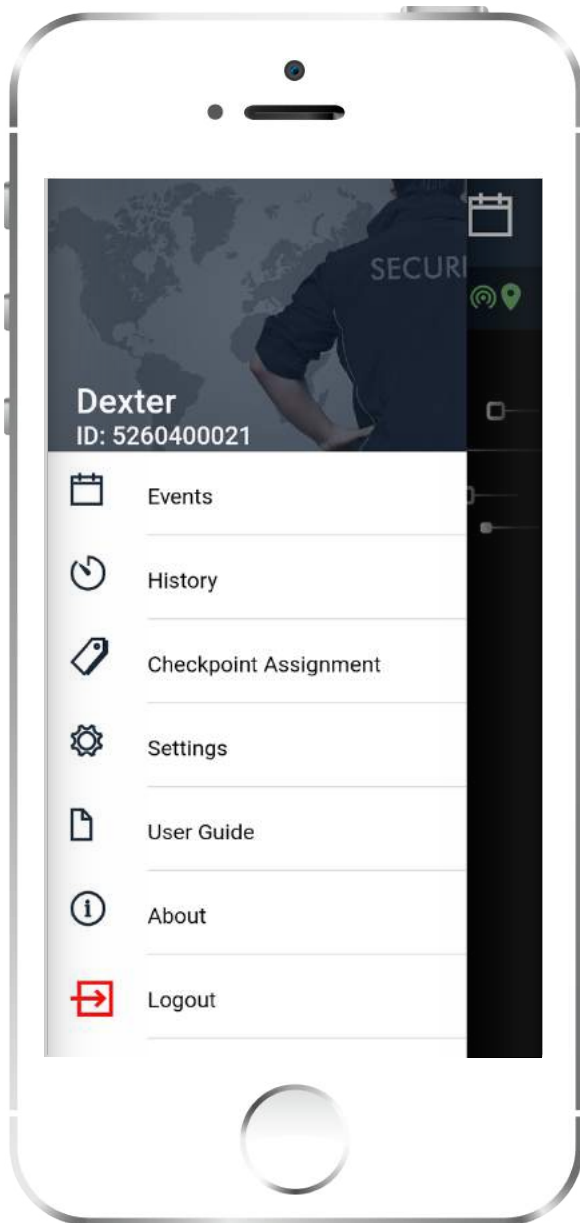 SECURI
Dexter
ID: 5260400021
Events
History
Checkpoint Assignment
Settings
User Guide
About
Logout